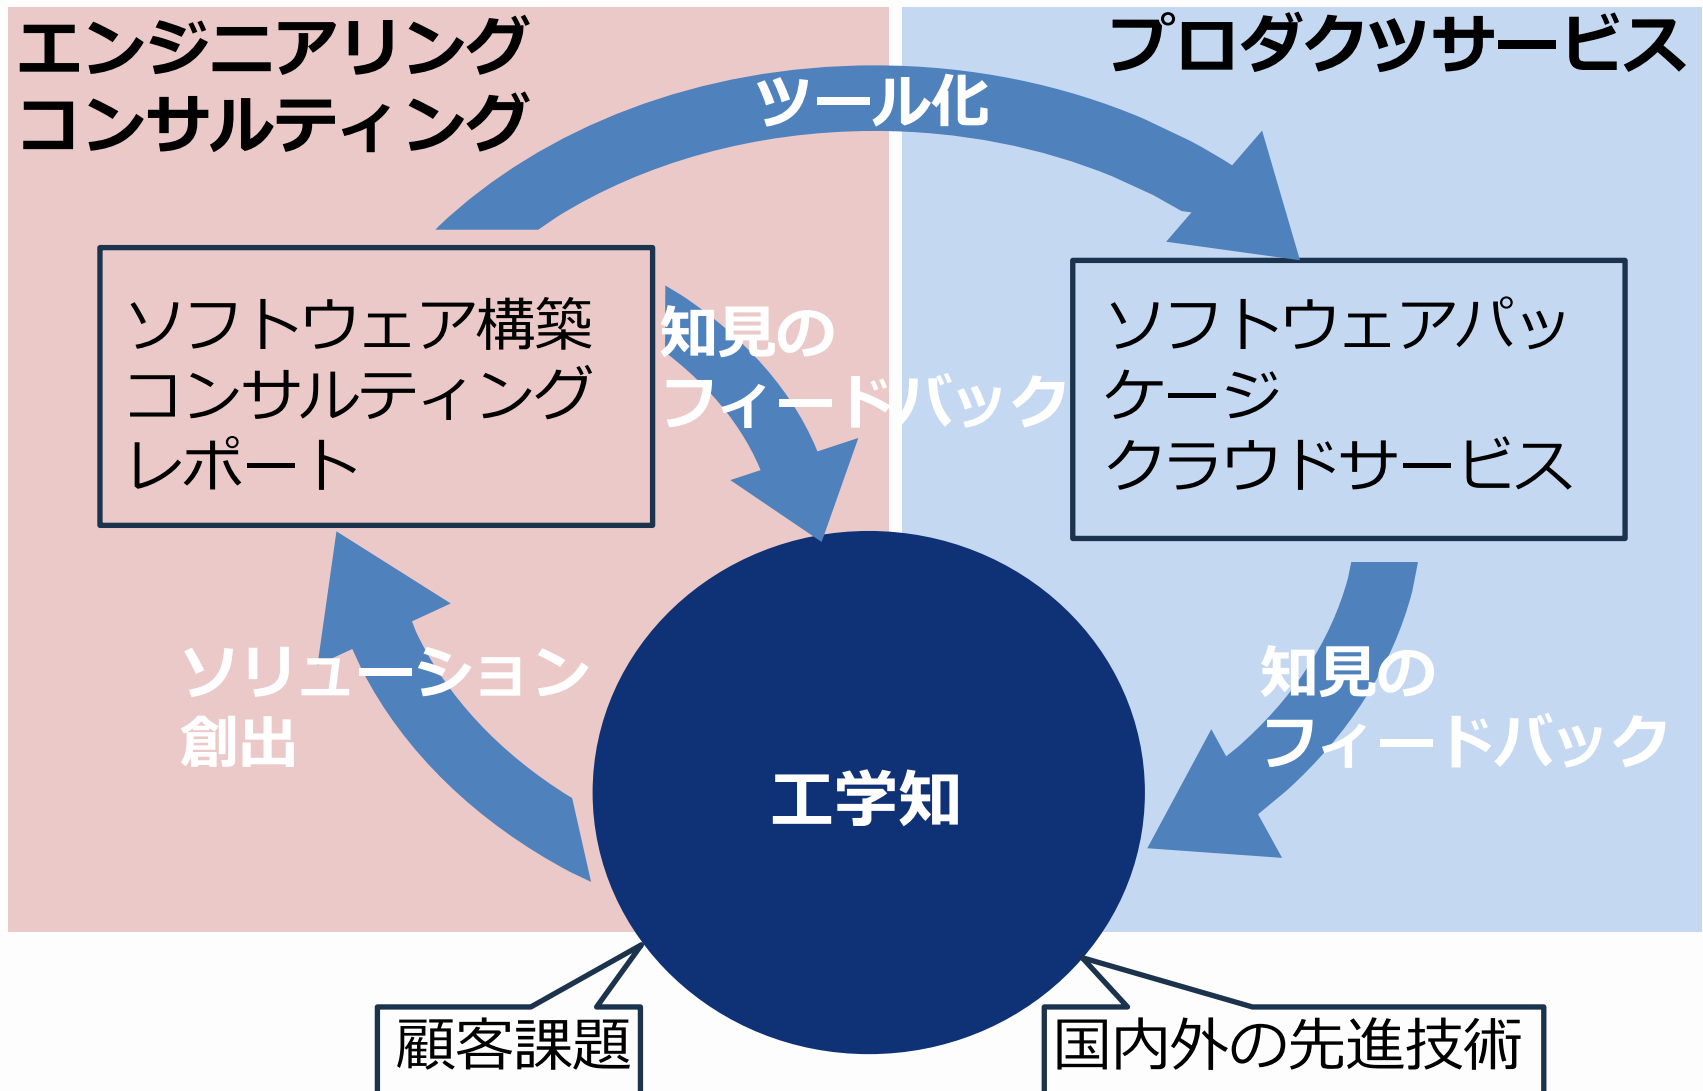 エンジニアリング
コンサルティング
プロダクツサービス
ツール化
ソフトウェア構築
コンサルティング
レポート
知見の
フィードバック
ソフトウェアパッ
ケージ
クラウドサービス
ソリューション
創出
知見の
フィードバック
工学知
顧客課題
国内外の先進技術